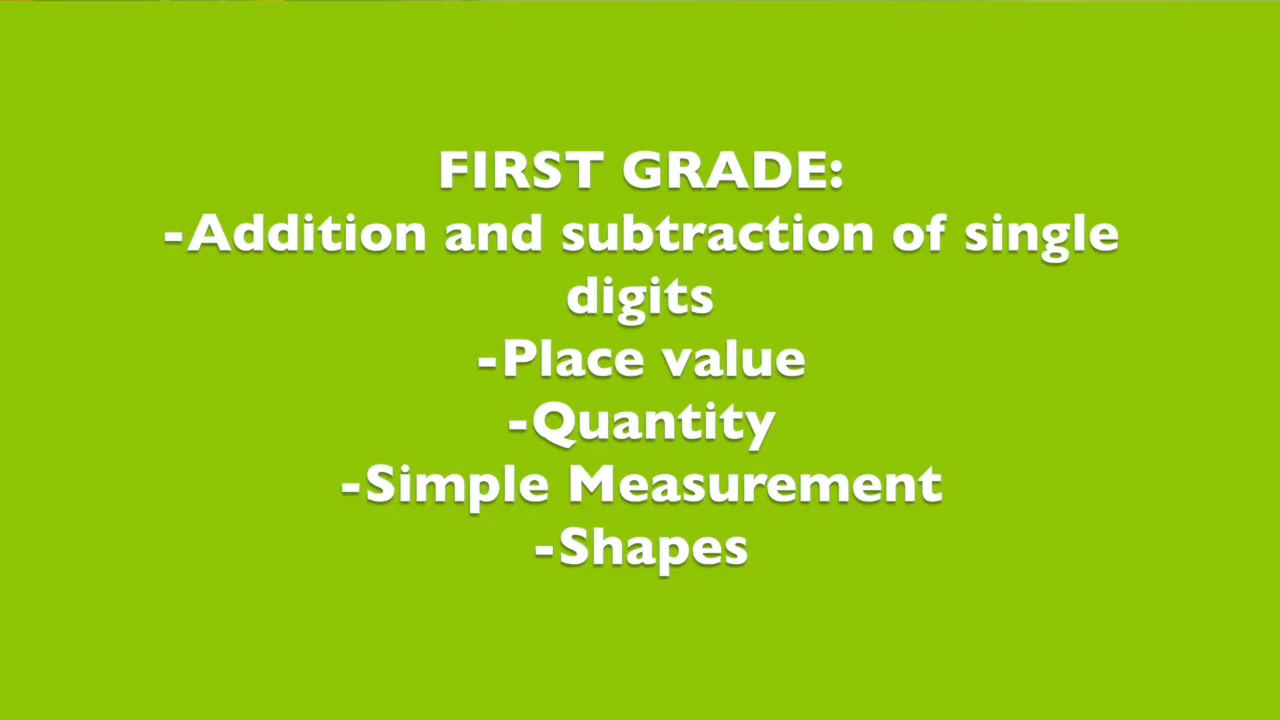 FIRST GRADE:
-Addition and subtraction of single
digits
-Place value
-Quantity
-Simple Measurement
-Shapes